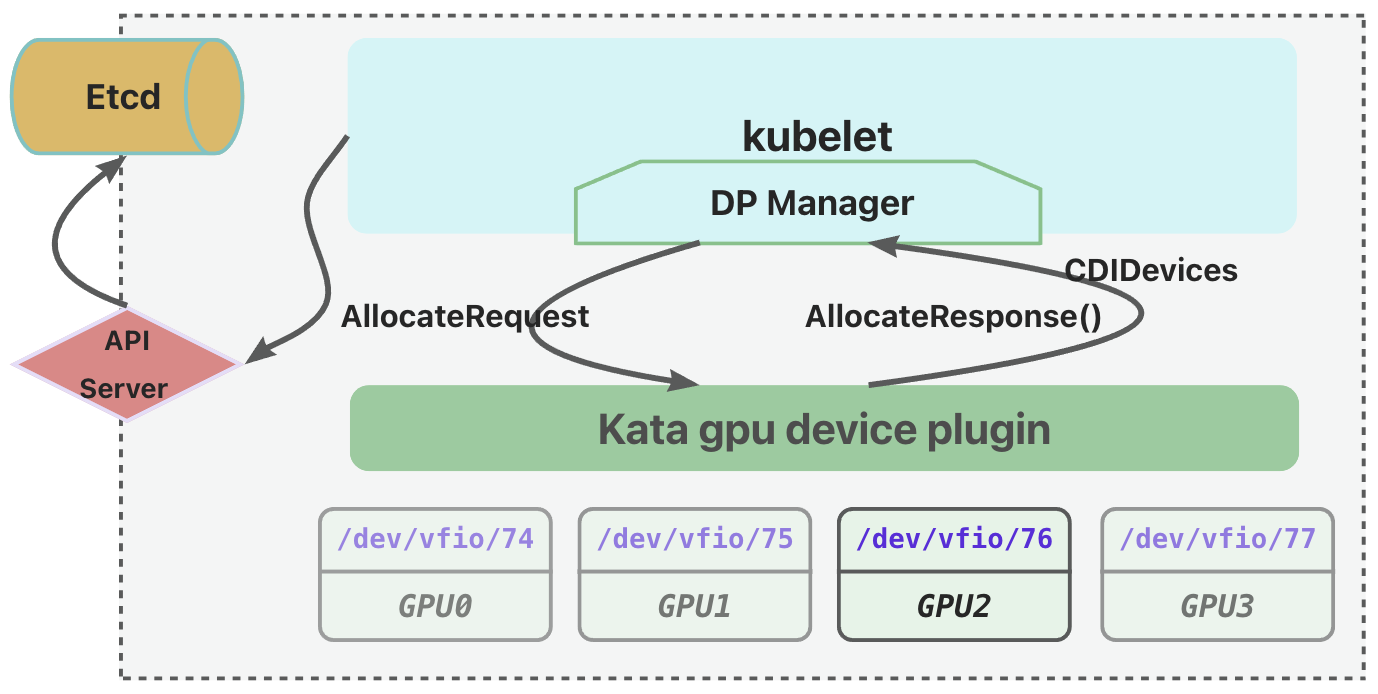 Etcd
kubelet
DP Manager
CDIDevices
AllocateRequest
AllocateResponse()
API
Server
Kata gpu device plugin
/dev/vfio/74
/dev/vfio/75
/dev/vfio/76
/dev/vfio/77
GPU0
GPU1
GPU2
GPU3